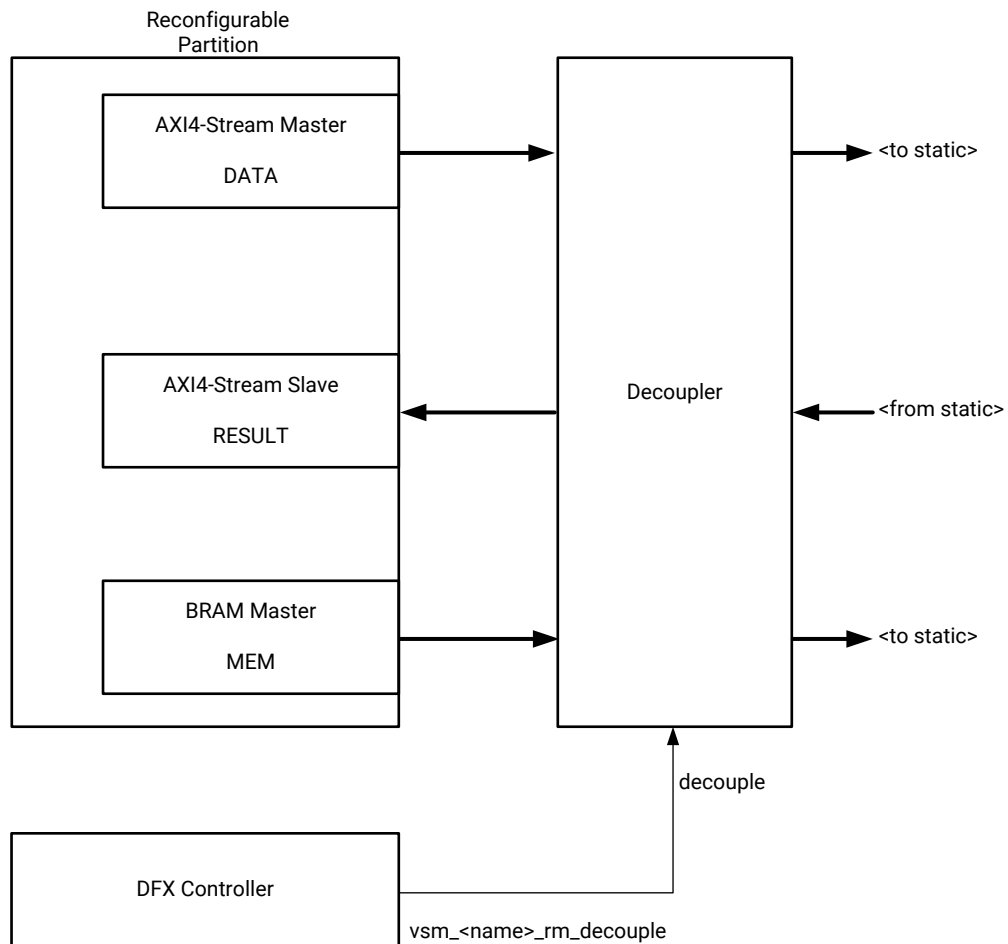 Reconfigurable
Partition
AXI4-Stream Master
DATA
<to static>
AXI4-Stream Slave
RESULT
Decoupler
<from static>
BRAM Master
MEM
<to static>
decouple
DFX Controller
vsm_<name>_rm_decouple